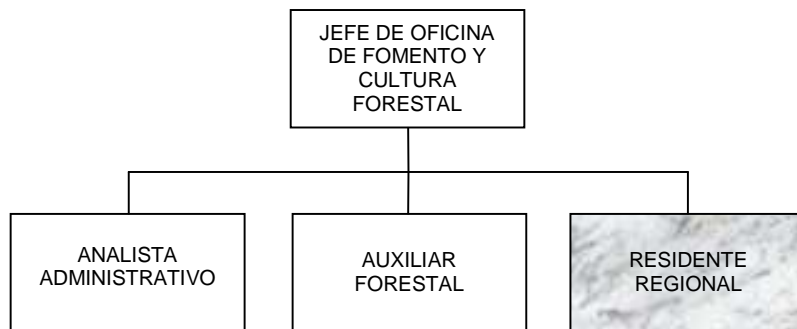 JEFE DE OFICINA
DE FOMENTO Y
CULTURA
FORESTAL
ANALISTA
ADMINISTRATIVO
AUXILIAR
FORESTAL
RESIDENTE
REGIONAL